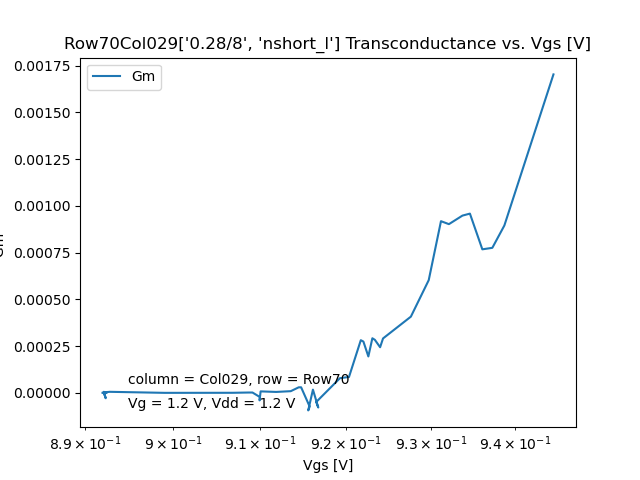 Row70Col029['0.28/8', 'nshort_l'] Transconductance vs. Vgs [V]
Gm
0.00175
0.00150
0.00125
0.00100
0.00075
0.00050
0.00025
0.00000
column = Col029, row = Row70
Vg = 1.2 V, Vdd = 1.2 V
8.9 × 10⁻¹ 9 × 10⁻¹ 9.1 × 10⁻¹ 9.2 × 10⁻¹ 9.3 × 10⁻¹ 9.4 × 10⁻¹
Vgs [V]